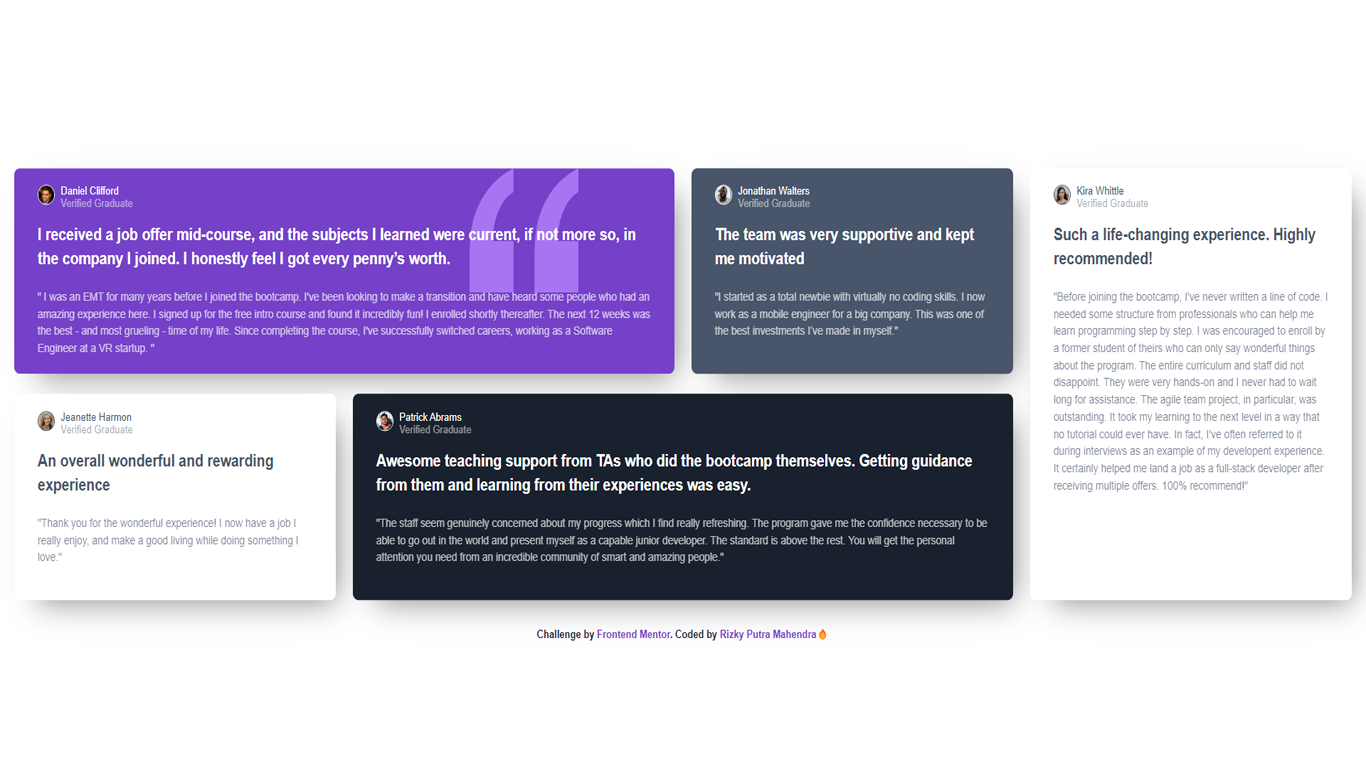 Daniel Clifford
Verified Graduate
I received a job offer mid-course, and the subjects I learned were current, if not more so, in
the company I joined. I honestly feel I got every penny’s worth.
" I was an EMT for many years before I joined the bootcamp. I've been looking to make a transition and have heard some people who had an
amazing experience here. I signed up for the free intro course and found it incredibly fun! I enrolled shortly thereafter. The next 12 weeks was
the best - and most grueling - time of my life. Since completing the course, I've successfully switched careers, working as a Software
Engineer at a VR startup. "
Jonathan Walters
Verified Graduate
The team was very supportive and kept
me motivated
"I started as a total newbie with virtually no coding skills. I now
work as a mobile engineer for a big company. This was one of
the best investments I've made in myself."
Kira Whittle
Verified Graduate
Such a life-changing experience. Highly
recommended!
"Before joining the bootcamp, I've never written a line of code. I
needed some structure from professionals who can help me
learn programming step by step. I was encouraged to enroll by
a former student of theirs who can only say wonderful things
about the program. The entire curriculum and staff did not
disappoint. They were very hands-on and I never had to wait
long for assistance. The agile team project, in particular, was
outstanding. It took my learning to the next level in a way that
no tutorial could ever have. In fact, I've often referred to it
during interviews as an example of my developent experience.
It certainly helped me land a job as a full-stack developer after
receiving multiple offers. 100% recommend!"
Jeanette Harmon
Verified Graduate
An overall wonderful and rewarding
experience
"Thank you for the wonderful experience! I now have a job I
really enjoy, and make a good living while doing something I
love."
Patrick Abrams
Verified Graduate
Awesome teaching support from TAs who did the bootcamp themselves. Getting guidance
from them and learning from their experiences was easy.
"The staff seem genuinely concerned about my progress which I find really refreshing. The program gave me the confidence necessary to be
able to go out in the world and present myself as a capable junior developer. The standard is above the rest. You will get the personal
attention you need from an incredible community of smart and amazing people."
Challenge by Frontend Mentor. Coded by Rizky Putra Mahendra🔥